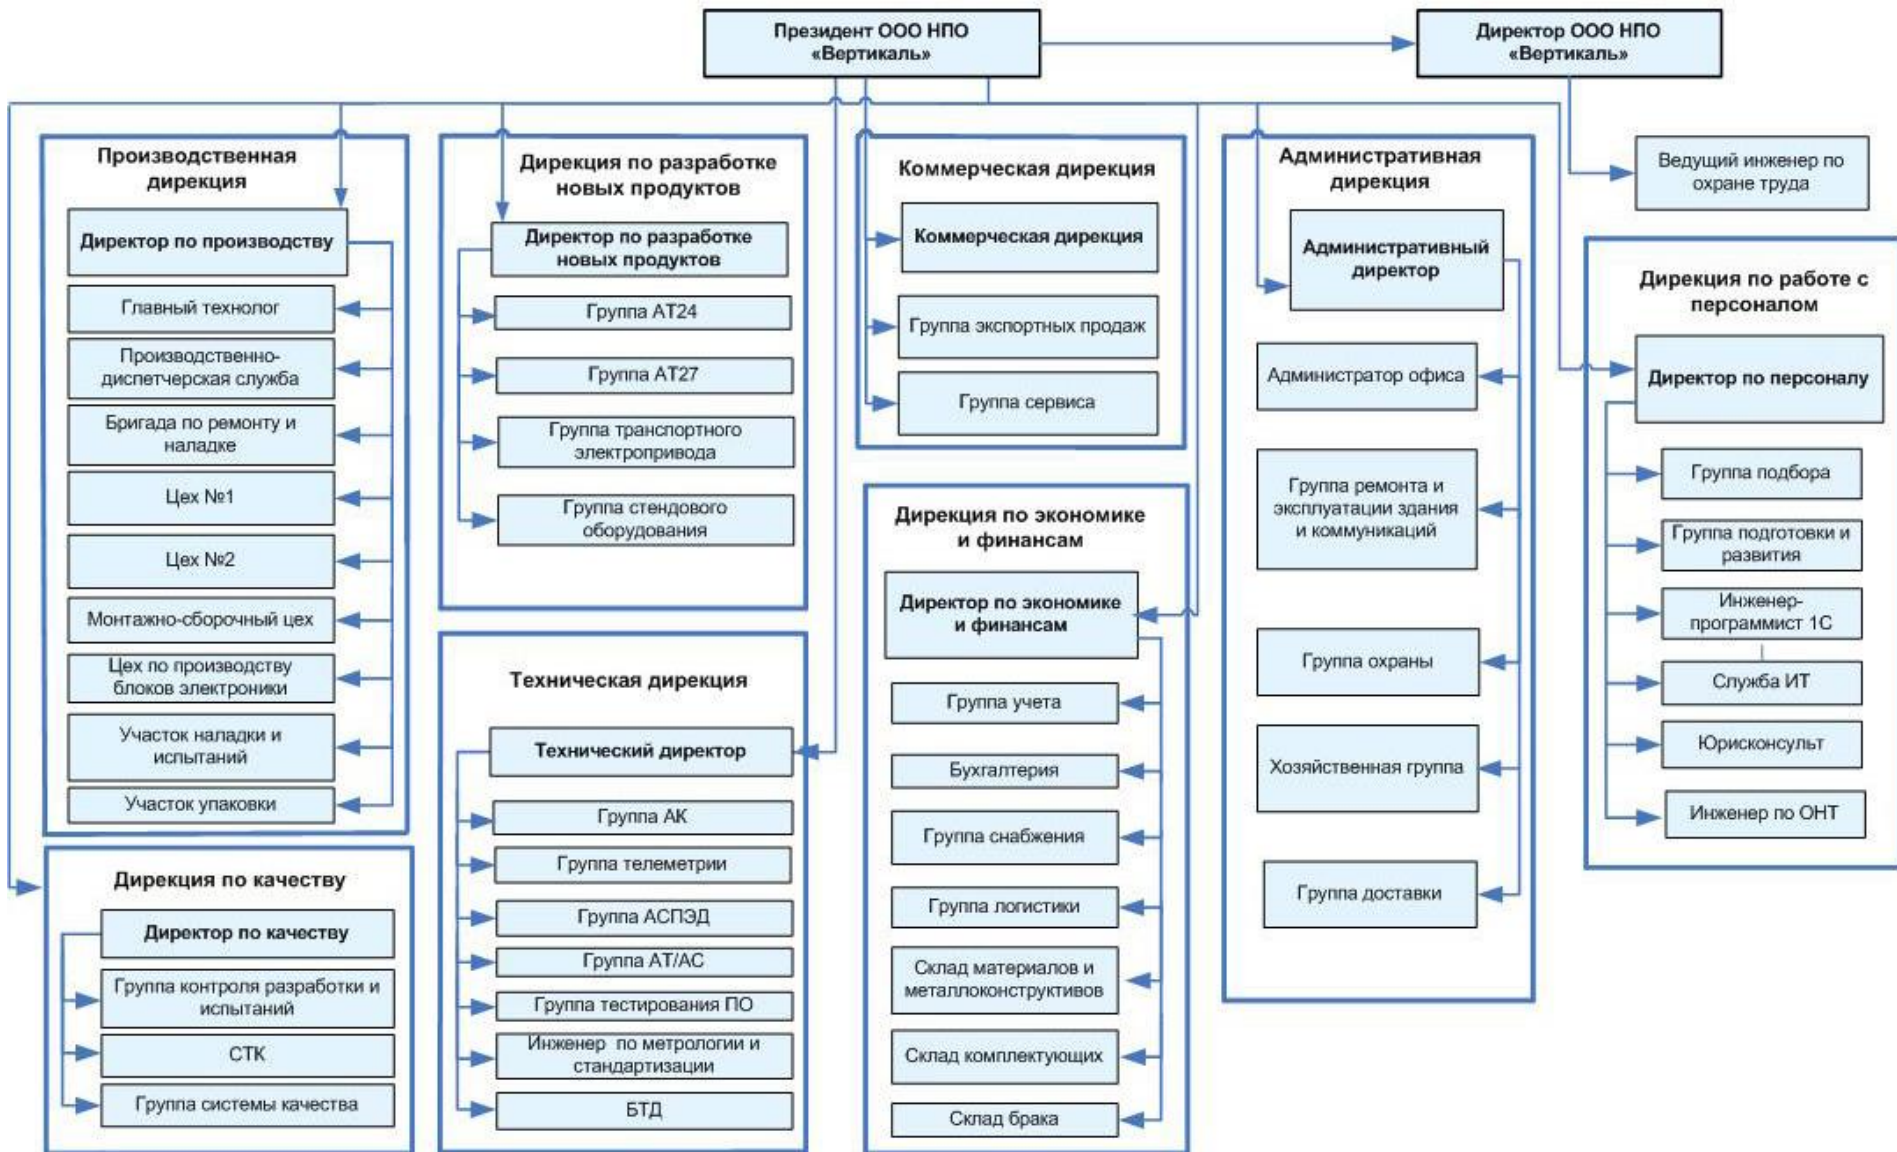 Президент ООО НПО
«Вертикаль»
Директор ООО НПО
«Вертикаль»
Ведущий инженер по
охране труда
Производственная
дирекция
Директор по производству
Главный технолог
Производственно-
диспетчерская служба
Бригада по ремонту и
наладке
Цех №1
Цех №2
Монтажно-сборочный цех
Цех по производству
блоков электроники
Участок наладки и
испытаний
Участок упаковки
Дирекция по качеству
Директор по качеству
Группа контроля разработки и
испытаний
СТК
Группа системы качества
Дирекция по разработке
новых продуктов
Директор по разработке
новых продуктов
Группа АТ24
Группа АТ27
Группа транспортного
электропривода
Группа стендового
оборудования
Техническая дирекция
Технический директор
Группа АК
Группа телеметрии
Группа АСПЭД
Группа АТ/АС
Группа тестирования ПО
Инженер по метрологии и
стандартизации
БТД
Коммерческая дирекция
Коммерческая дирекция
Группа экспортных продаж
Группа сервиса
Дирекция по экономике
и финансам
Директор по экономике
и финансам
Группа учета
Бухгалтерия
Группа снабжения
Группа логистики
Склад материалов и
металлоконструктивов
Склад комплектующих
Склад брака
Административная
дирекция
Административный
директор
Администратор офиса
Группа ремонта и
эксплуатации здания
и коммуникаций
Группа охраны
Хозяйственная группа
Группа доставки
Дирекция по работе с
персоналом
Директор по персоналу
Группа подбора
Группа подготовки и
развития
Инженер-
программист 1С
Служба ИТ
Юрисконсульт
Инженер по ОНТ